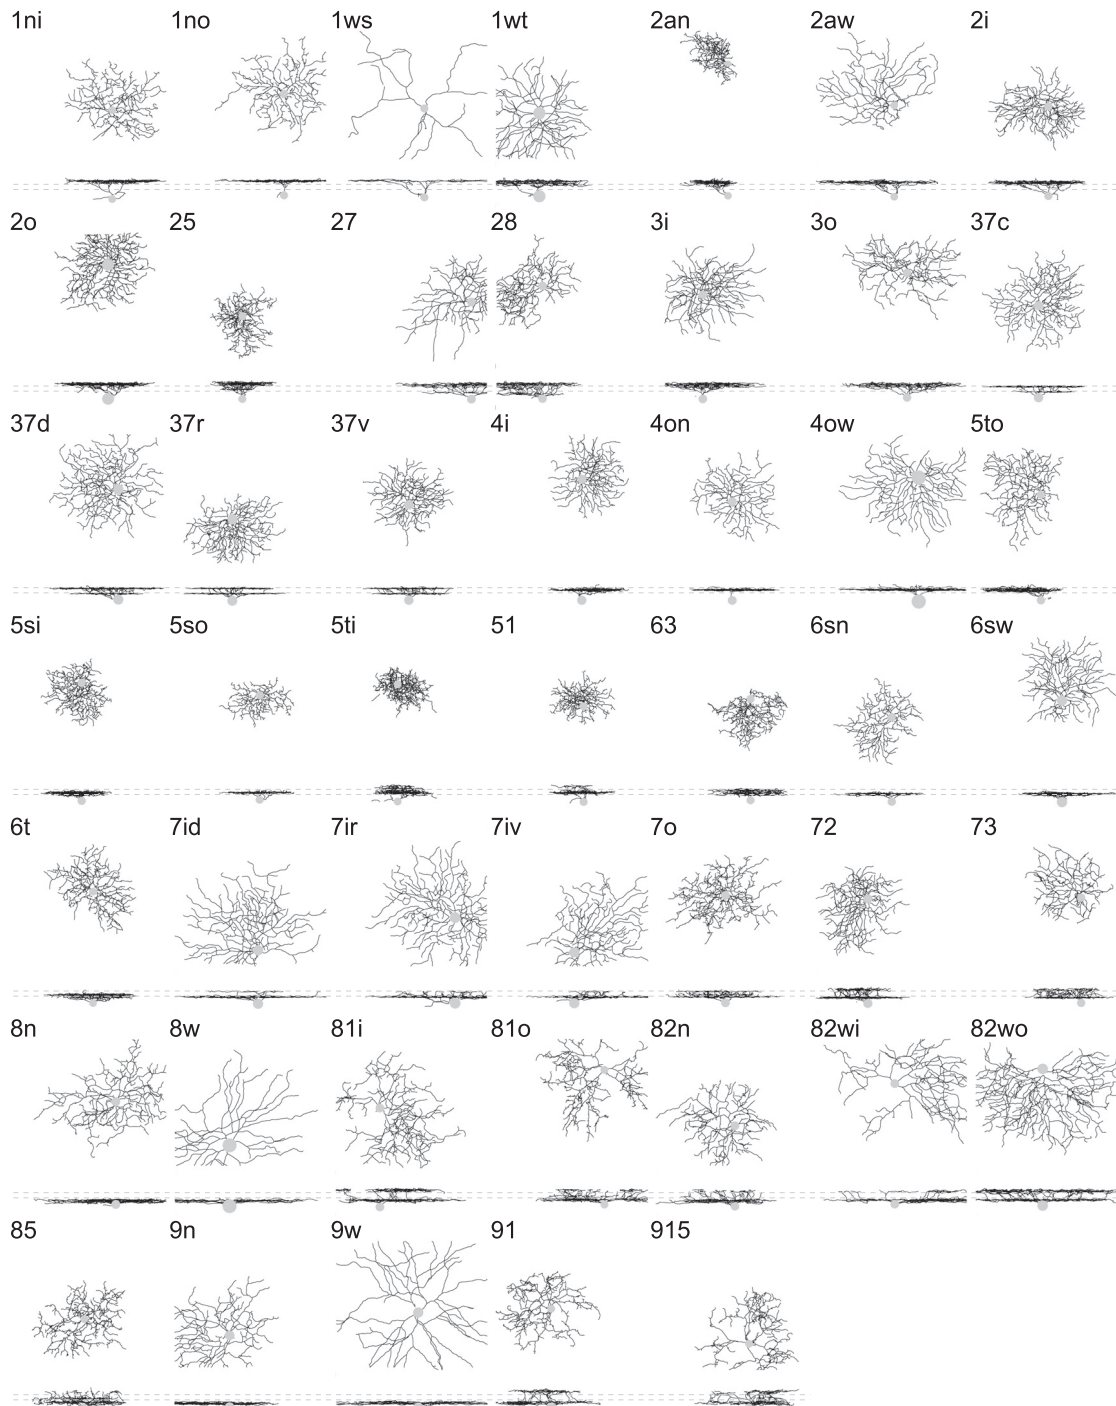 1ni 1no 1ws 1wt 2an 2aw 2i
2o 25 27 28 3i 3o 37c
37d 37r 37v 4i 4on 4ow 5to
5si 5so 5ti 51 63 6sn 6sw
6t 7id 7ir 7iv 7o 72 73
8n 8w 81i 81o 82n 82wi 82wo
85 9n 9w 91 915